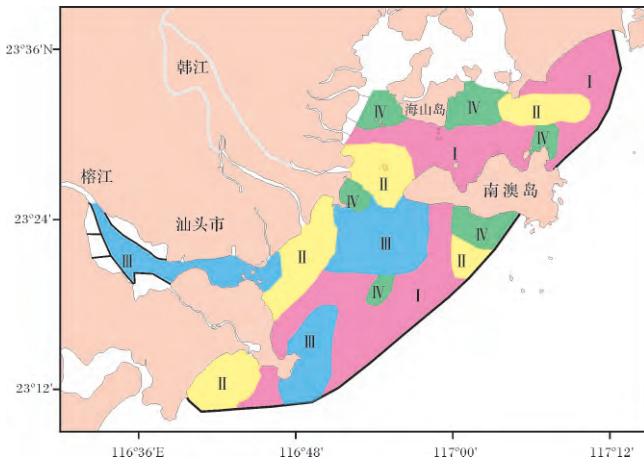 23°36′N
韩江
I
IV
海山岛
IV
II
IV
I
榕江
II
南澳岛
IV
23°24′
汕头市
IV
III
III
II
II
IV
I
III
23°12′
II
116°36′E
116°48′
117°00′
117°12′